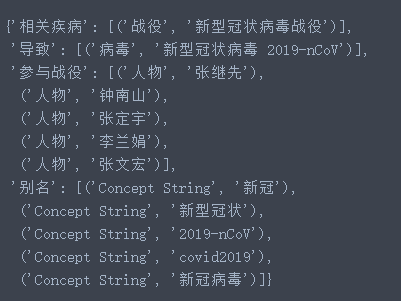 {'相关疾病': [('战役', '新型冠状病毒战役')],
'导致': [('病毒', '新型冠状病毒 2019-nCoV')],
'参与战役': [('人物', '张继先'),
('人物', '钟南山'),
('人物', '张定宇'),
('人物', '李兰娟'),
('人物', '张文宏')],
'别名': [('Concept String', '新冠'),
('Concept String', '新型冠状'),
('Concept String', '2019-nCoV'),
('Concept String', 'covid2019'),
('Concept String', '新冠病毒')]}